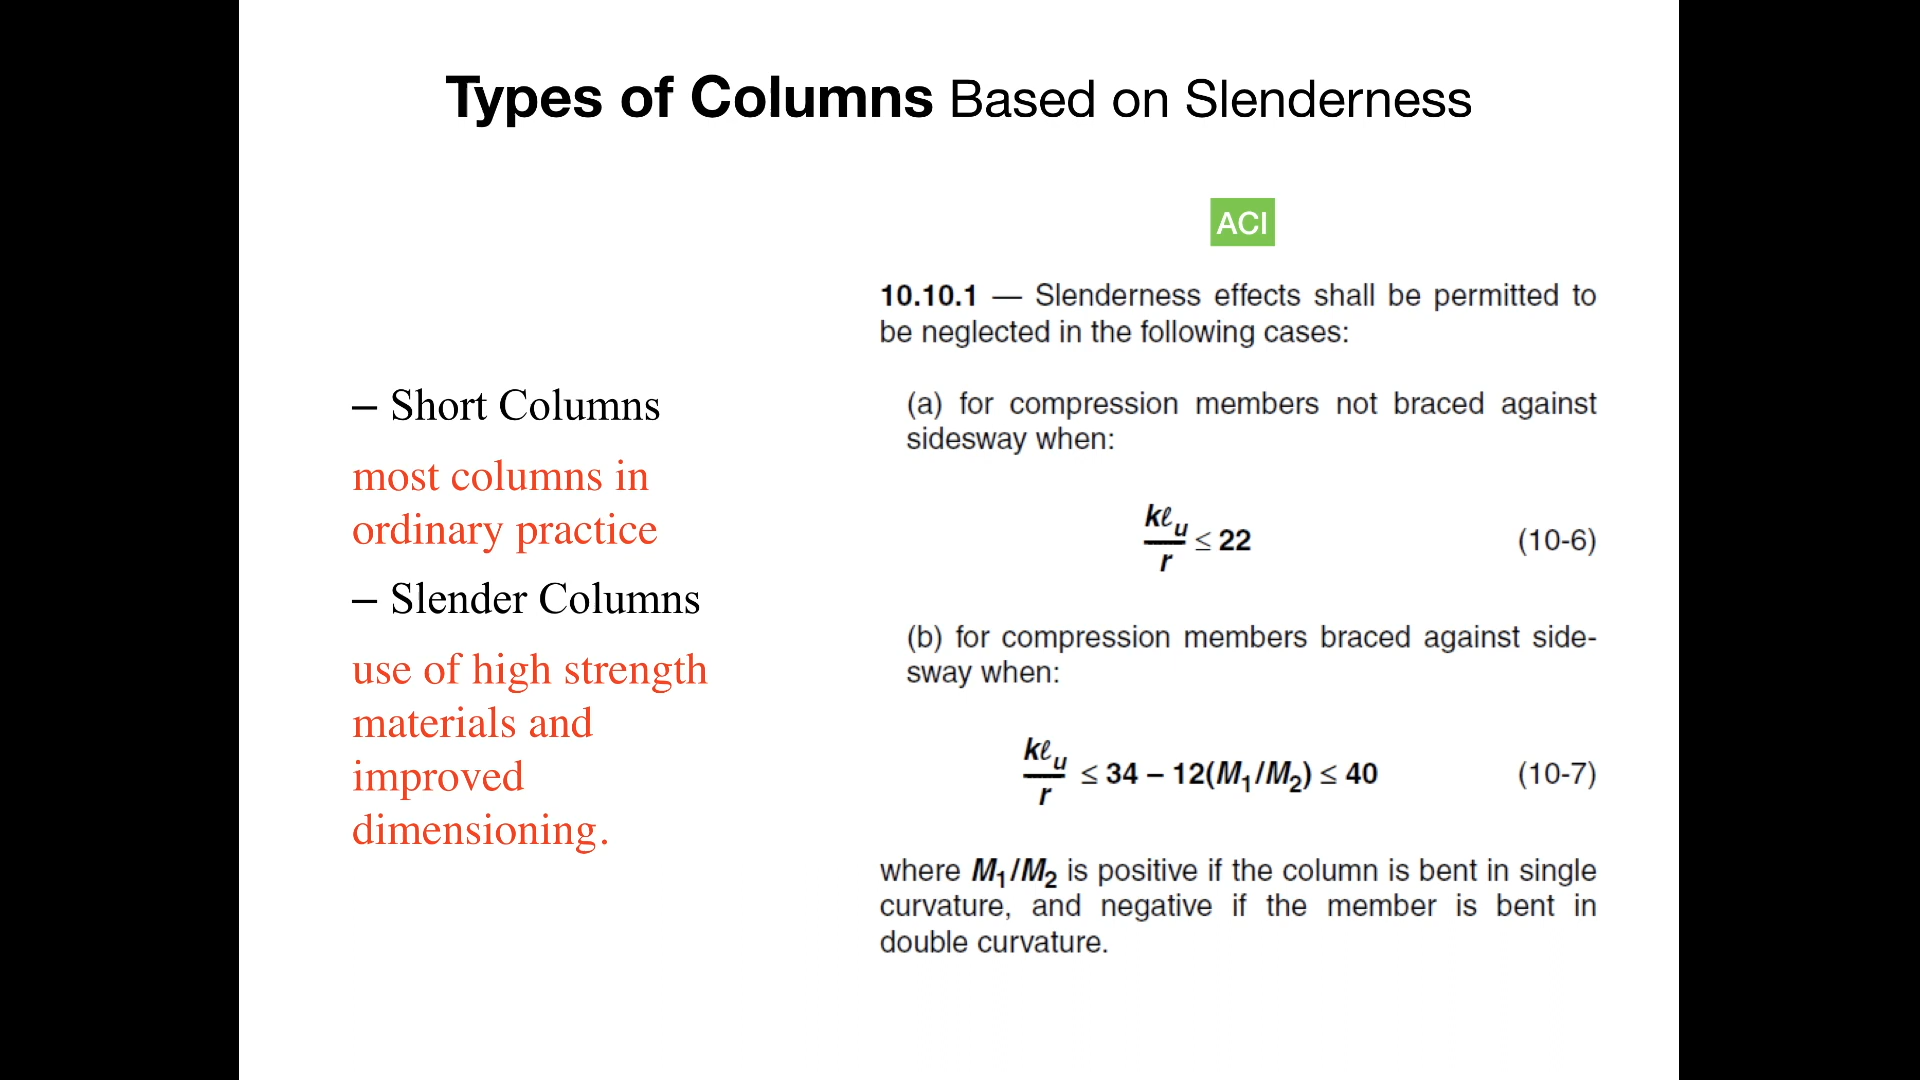 Types of Columns Based on Slenderness
– Short Columns
most columns in
ordinary practice
– Slender Columns
use of high strength
materials and
improved
dimensioning.
ACI
10.10.1 — Slenderness effects shall be permitted to
be neglected in the following cases:
(a) for compression members not braced against
sidesway when:
kℓu/r ≤ 22 (10-6)
(b) for compression members braced against side-
sway when:
kℓu/r ≤ 34 – 12(M1/M2) ≤ 40 (10-7)
where M1/M2 is positive if the column is bent in single
curvature, and negative if the member is bent in
double curvature.